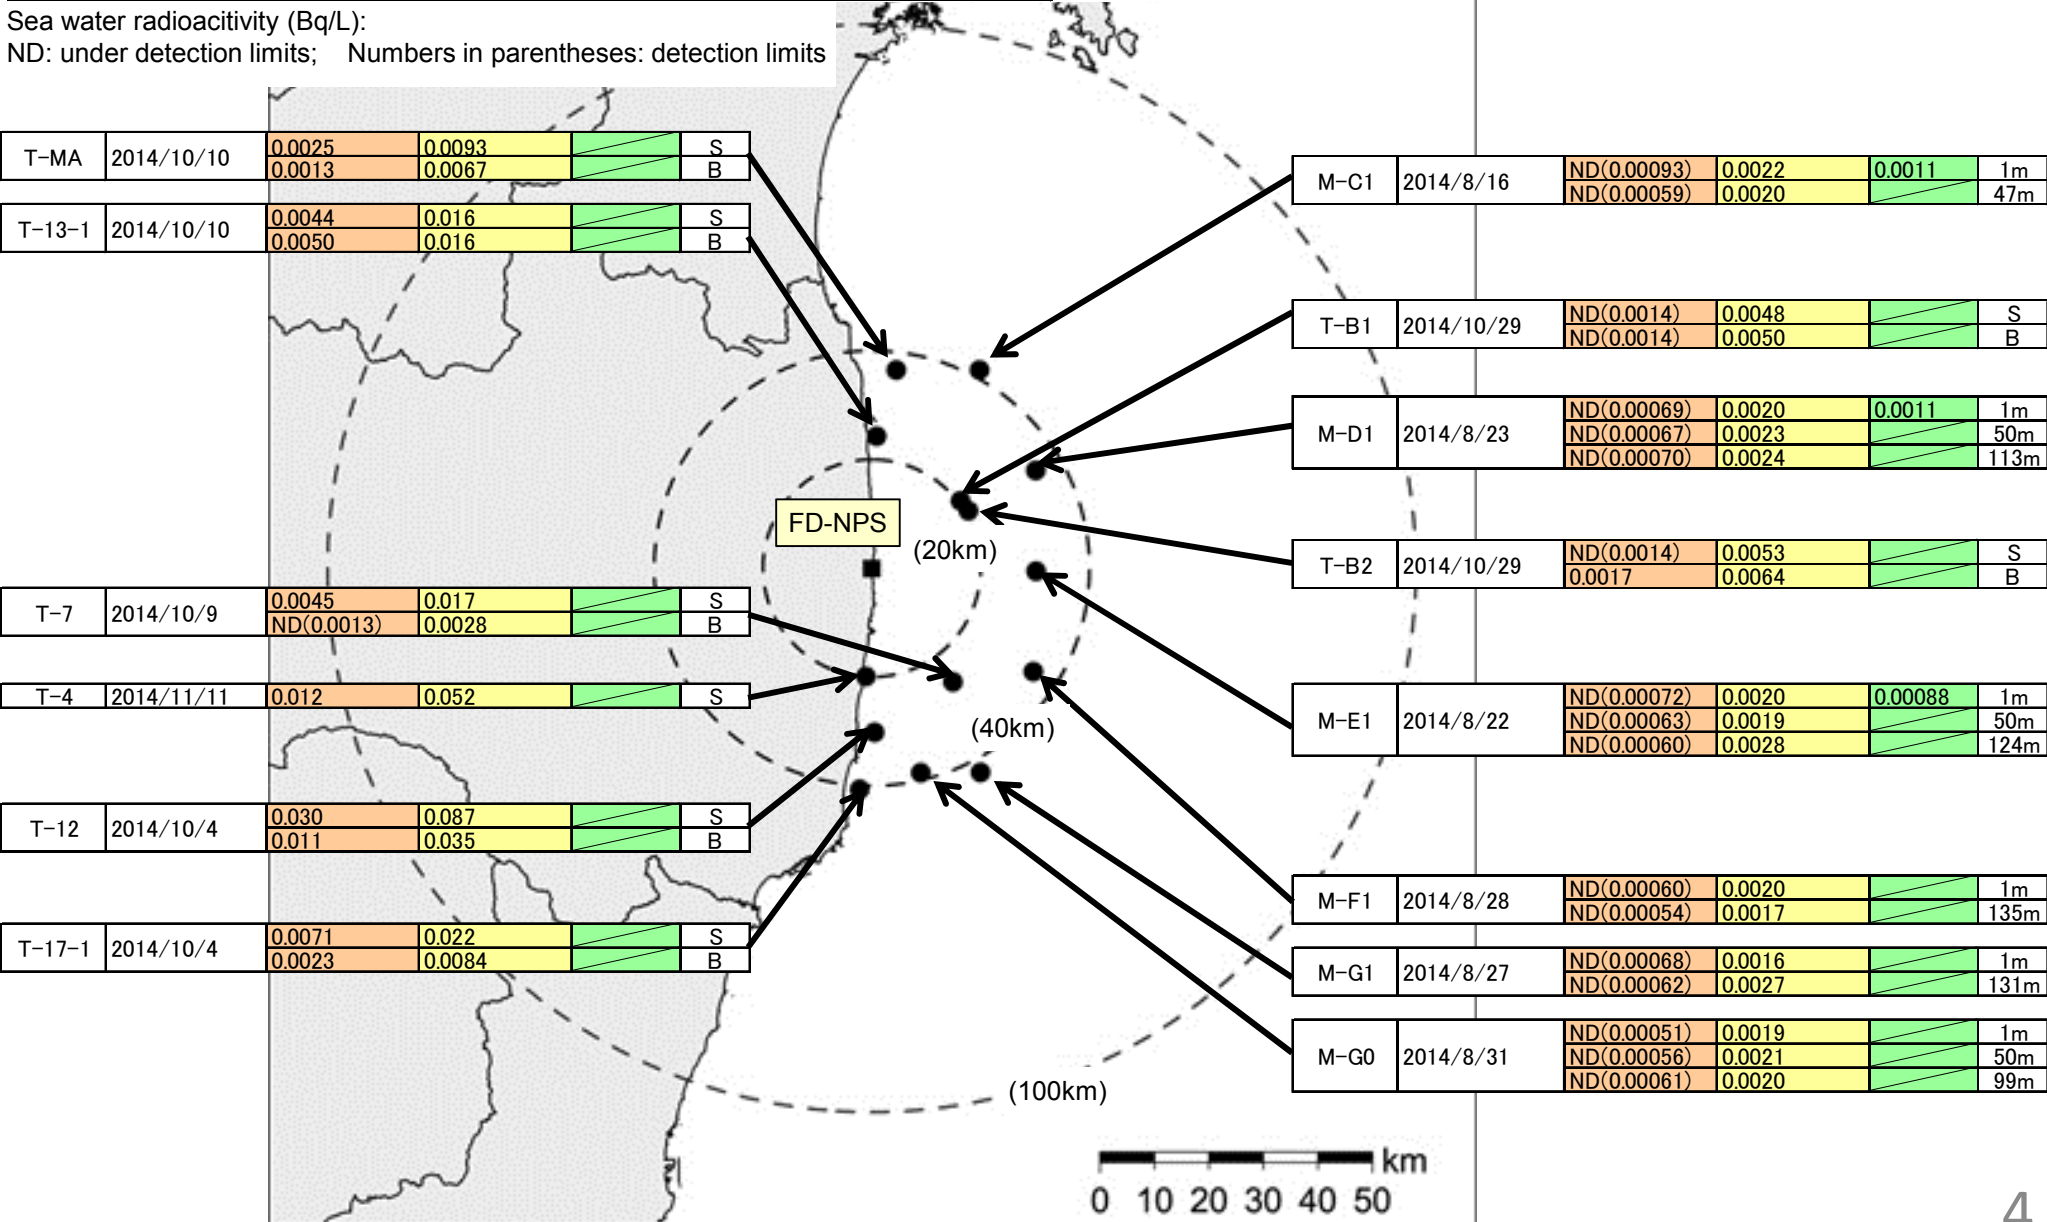 Sea water radioacitivity (Bq/L):
ND: under detection limits; Numbers in parentheses: detection limits
T-MA 2014/10/10 0.0025 0.0093 S
0.0013 0.0067 B
T-13-1 2014/10/10 0.0044 0.016 S
0.0050 0.016 B
T-7 2014/10/9 0.0045 0.017 S
ND(0.0013) 0.0028 B
T-4 2014/11/11 0.012 0.052 S
T-12 2014/10/4 0.030 0.087 S
0.011 0.035 B
T-17-1 2014/10/4 0.0071 0.022 S
0.0023 0.0084 B
FD-NPS
(20km)
(40km)
(100km)
M-C1 2014/8/16 ND(0.00093) 0.0022 0.0011 1m
ND(0.00059) 0.0020 47m
T-B1 2014/10/29 ND(0.0014) 0.0048 S
ND(0.0014) 0.0050 B
M-D1 2014/8/23 ND(0.00069) 0.0020 0.0011 1m
ND(0.00067) 0.0023 50m
ND(0.00070) 0.0024 113m
T-B2 2014/10/29 ND(0.0014) 0.0053 S
0.0017 0.0064 B
M-E1 2014/8/22 ND(0.00072) 0.0020 0.00088 1m
ND(0.00063) 0.0019 50m
ND(0.00060) 0.0028 124m
M-F1 2014/8/28 ND(0.00060) 0.0020 1m
ND(0.00054) 0.0017 135m
M-G1 2014/8/27 ND(0.00068) 0.0016 1m
ND(0.00062) 0.0027 131m
M-G0 2014/8/31 ND(0.00051) 0.0019 1m
ND(0.00056) 0.0021 50m
ND(0.00061) 0.0020 99m
km
0 10 20 30 40 50
4